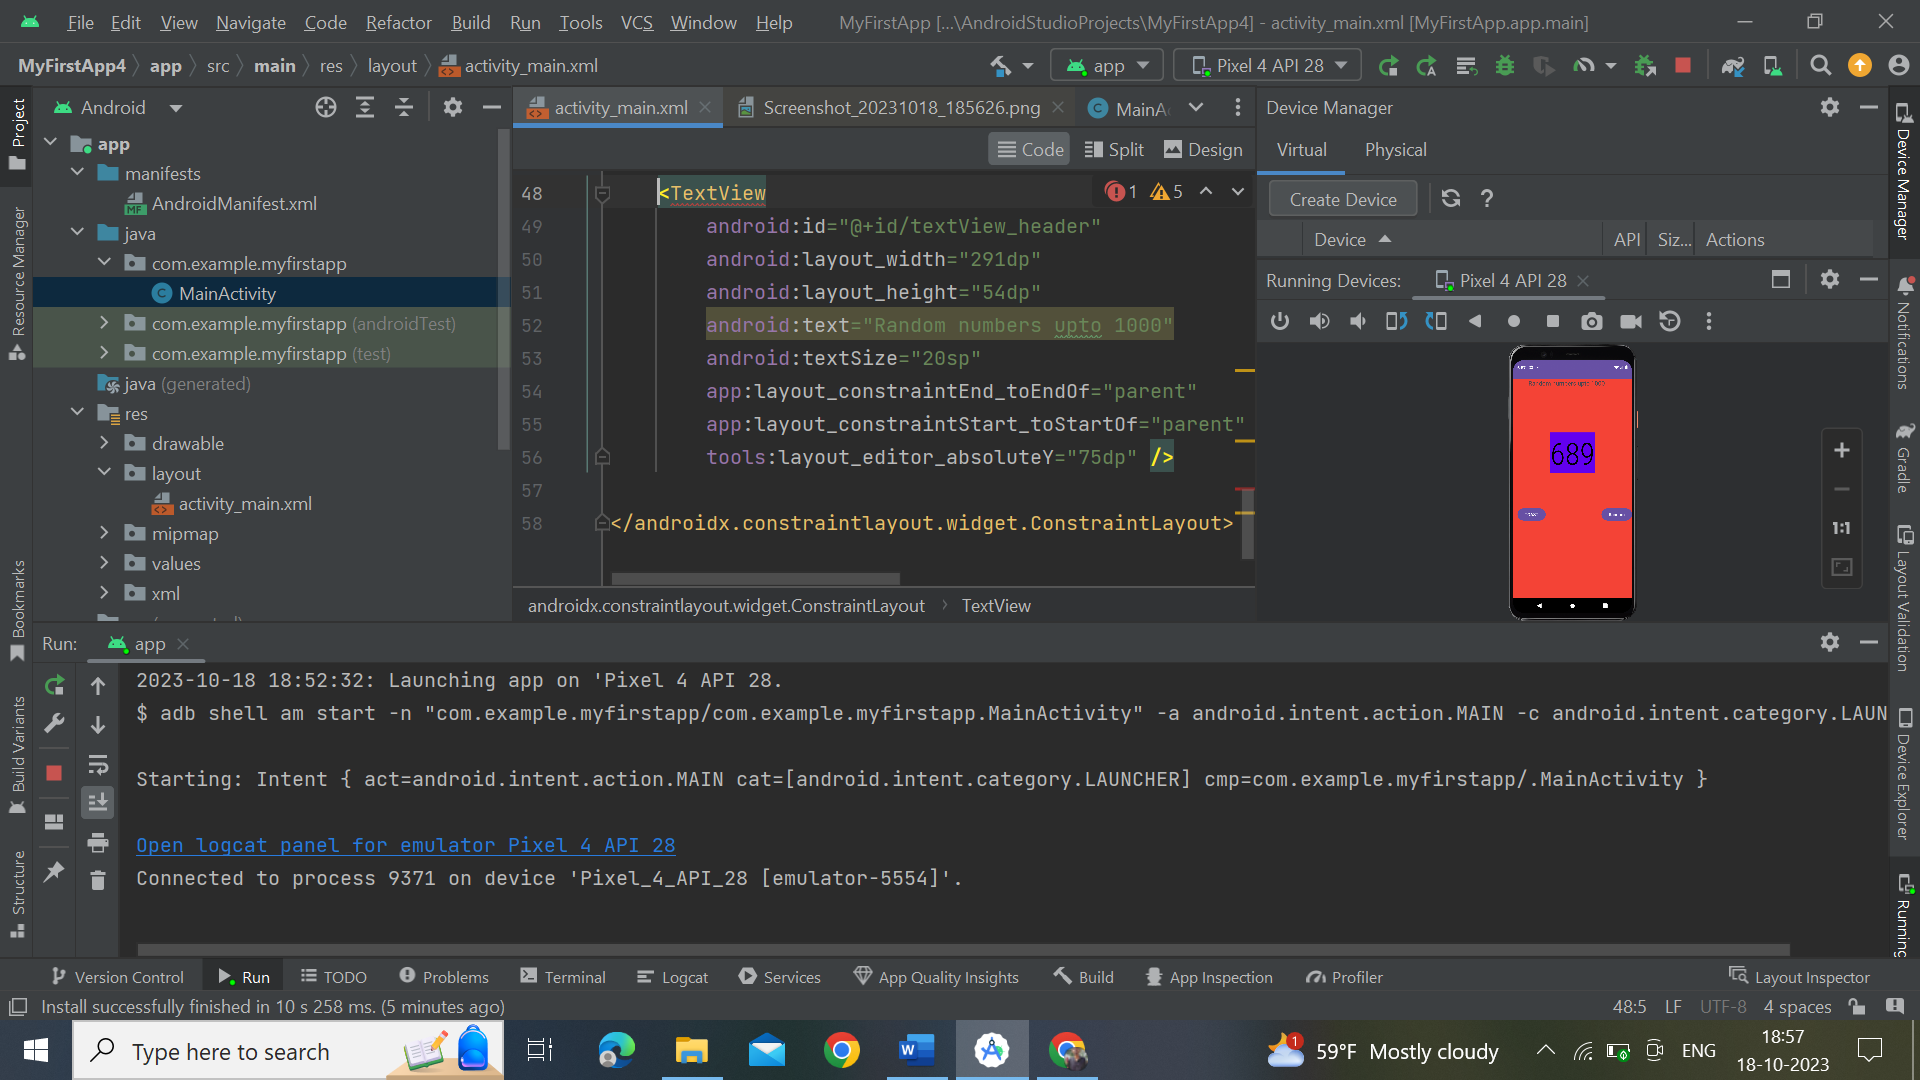 File Edit View Navigate Code Refactor Build Run Tools VCS Window Help MyFirstApp [...\AndroidStudioProjects\MyFirstApp4] - activity_main.xml [MyFirstApp.app.main]
MyFirstApp4 app src main res layout activity_main.xml app Pixel 4 API 28
Project
Resource Manager
Bookmarks
Build Variants
Structure
Android
app
manifests
AndroidManifest.xml
java
com.example.myfirstapp
MainActivity
com.example.myfirstapp (androidTest)
com.example.myfirstapp (test)
java (generated)
res
drawable
layout
activity_main.xml
mipmap
values
xml
activity_main.xml Screenshot_20231018_185626.png MainAc
Code Split Design
1 5
48 <TextView
49 android:id="@+id/textView_header"
50 android:layout_width="291dp"
51 android:layout_height="54dp"
52 android:text="Random numbers upto 1000"
53 android:textSize="20sp"
54 app:layout_constraintEnd_toEndOf="parent"
55 app:layout_constraintStart_toStartOf="parent"
56 tools:layout_editor_absoluteY="75dp" />
57
58 </androidx.constraintlayout.widget.ConstraintLayout>
androidx.constraintlayout.widget.ConstraintLayout TextView
Device Manager
Virtual Physical
Create Device ?
Device API Siz... Actions
Running Devices: Pixel 4 API 28
Random numbers upto 1000
689
1:1
Device Manager
Notifications
Gradle
Layout Validation
Device Explorer
Running
Run: app
2023-10-18 18:52:32: Launching app on 'Pixel 4 API 28.
$ adb shell am start -n "com.example.myfirstapp/com.example.myfirstapp.MainActivity" -a android.intent.action.MAIN -c android.intent.category.LAUN
Starting: Intent { act=android.intent.action.MAIN cat=[android.intent.category.LAUNCHER] cmp=com.example.myfirstapp/.MainActivity }
Open logcat panel for emulator Pixel 4 API 28
Connected to process 9371 on device 'Pixel_4_API_28 [emulator-5554]'.
Version Control Run TODO Problems Terminal Logcat Services App Quality Insights Build App Inspection Profiler Layout Inspector
Install successfully finished in 10 s 258 ms. (5 minutes ago) 48:5 LF UTF-8 4 spaces
Type here to search 1 59°F Mostly cloudy ENG 18:57
18-10-2023